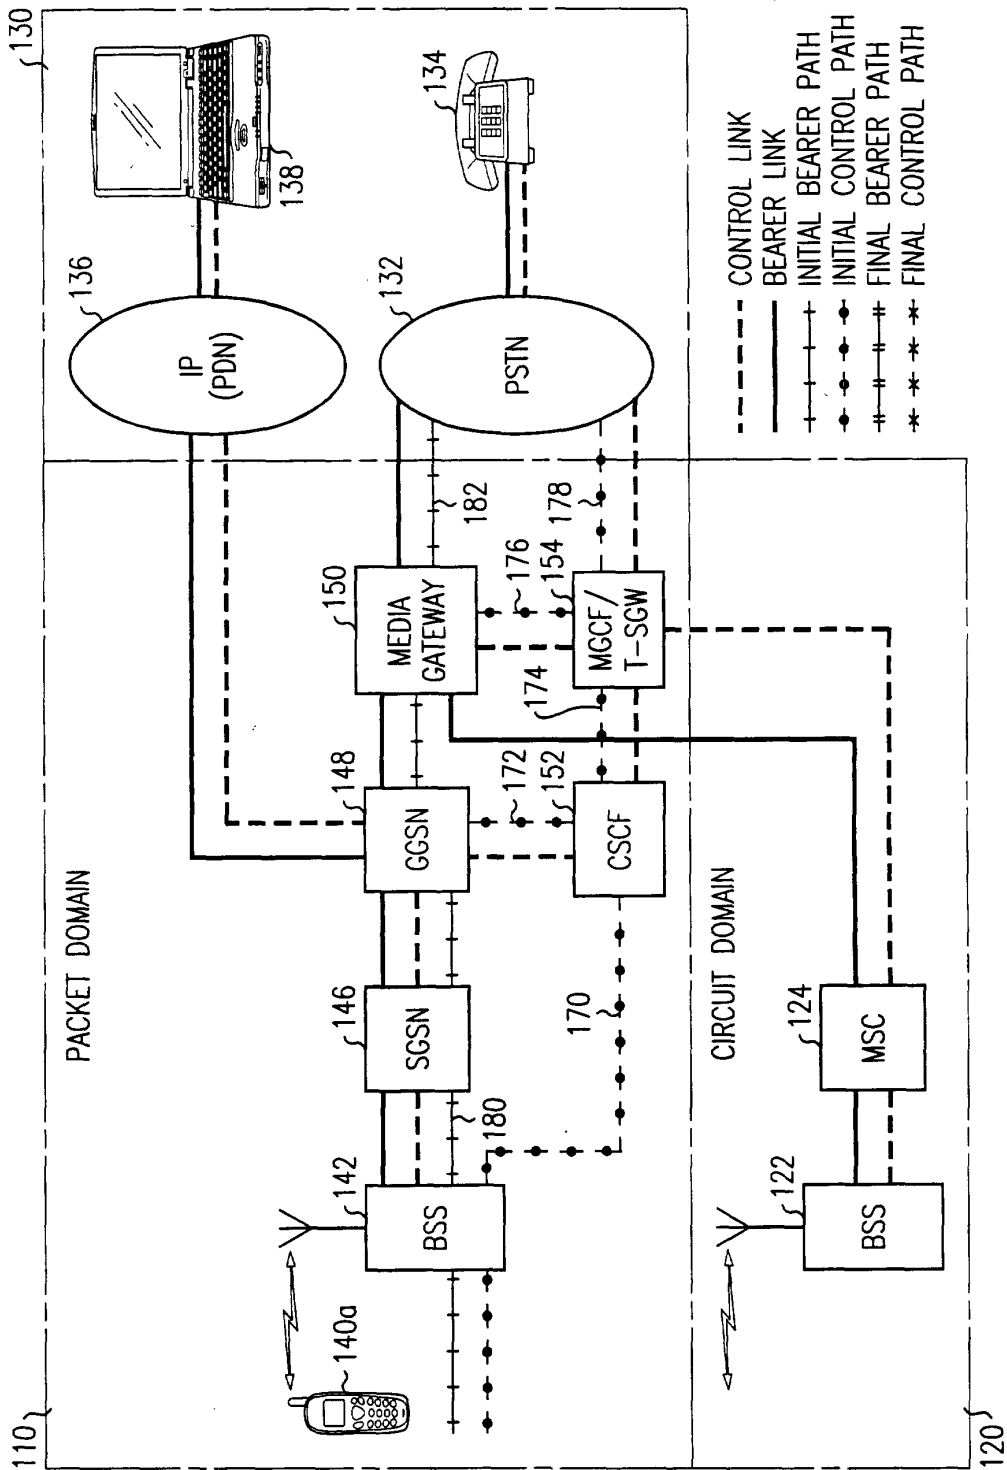 110
130
PACKET DOMAIN
136
IP
(PDN)
138
132
PSTN
134
140a
142
BSS
180
146
SGSN
148
GGSN
150
MEDIA
GATEWAY
182
170
172
152
CSCF
174
176
154
MGCF/
T-SGW
178
CIRCUIT DOMAIN
120
122
BSS
124
MSC
CONTROL LINK
BEARER LINK
INITIAL BEARER PATH
INITIAL CONTROL PATH
FINAL BEARER PATH
FINAL CONTROL PATH